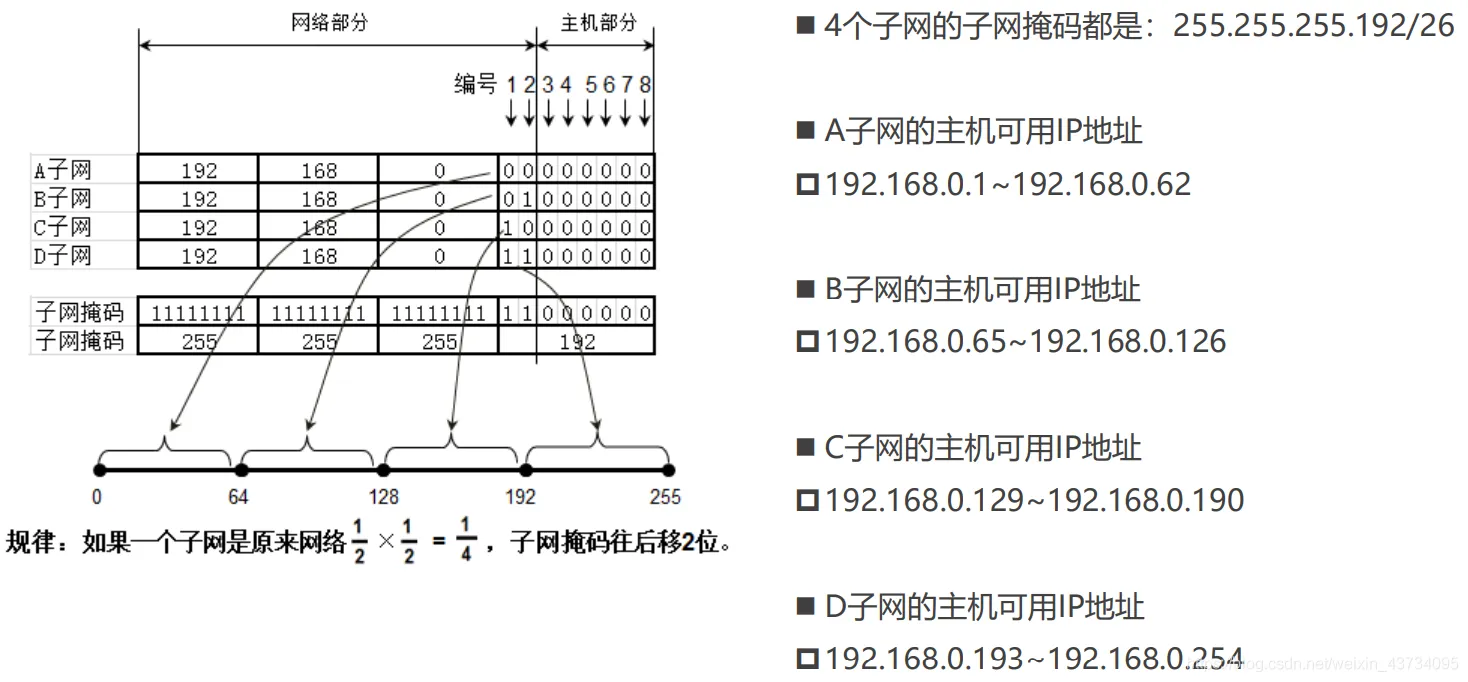 网络部分 主机部分
编号 1 2 3 4 5 6 7 8
A子网 192 168 0 0 0 0 0 0 0 0 0
B子网 192 168 0 0 1 0 0 0 0 0 0
C子网 192 168 0 1 0 0 0 0 0 0 0
D子网 192 168 0 1 1 0 0 0 0 0 0
子网掩码 11111111 11111111 11111111 1 1 0 0 0 0 0 0
子网掩码 255 255 255 192
0 64 128 192 255
规律：如果一个子网是原来网络1/2 × 1/2 = 1/4，子网掩码往后移2位。
■ 4个子网的子网掩码都是：255.255.255.192/26
■ A子网的主机可用IP地址
192.168.0.1~192.168.0.62
■ B子网的主机可用IP地址
192.168.0.65~192.168.0.126
■ C子网的主机可用IP地址
192.168.0.129~192.168.0.190
■ D子网的主机可用IP地址
192.168.0.193~192.168.0.254
https://blog.csdn.net/weixin_43734095